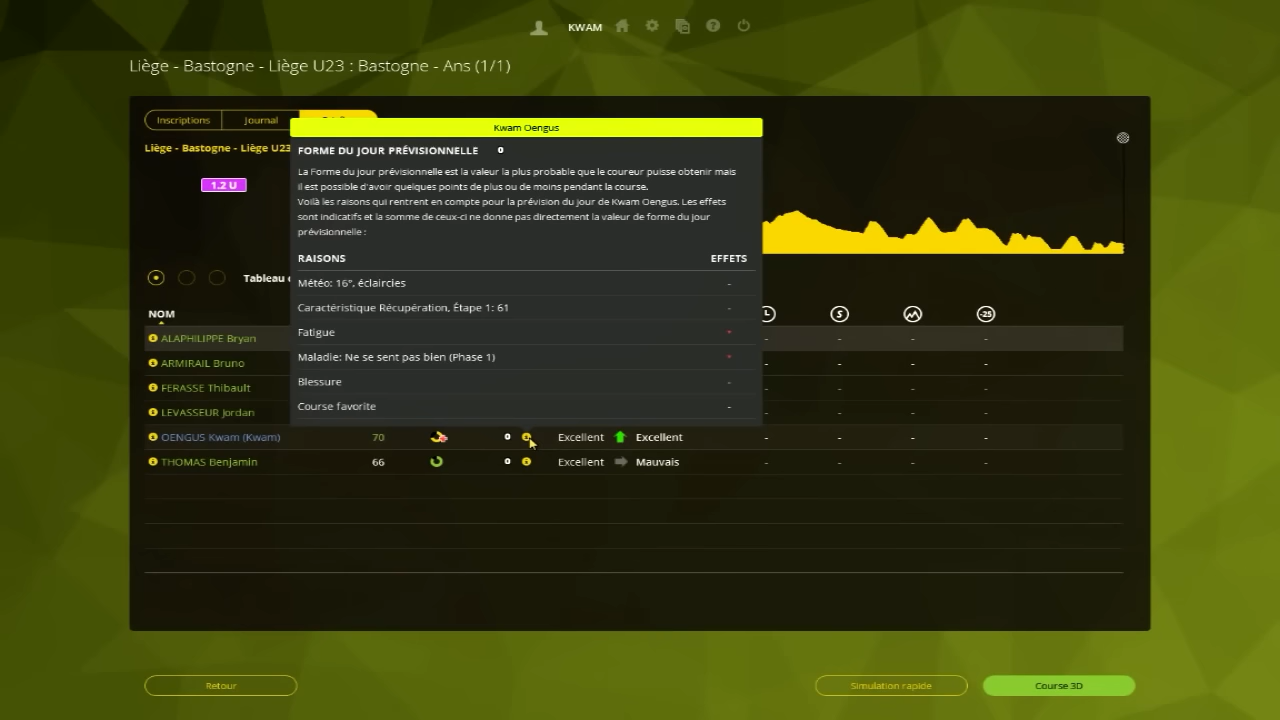 KWAM
Liège - Bastogne - Liège U23 : Bastogne - Ans (1/1)
Inscriptions
Journal
Liège - Bastogne - Liège U23
1.2 U
Kwam Oengus
FORME DU JOUR PRÉVISIONNELLE 0
La Forme du jour prévisionnelle est la valeur la plus probable que le coureur puisse obtenir mais
il est possible d'avoir quelques points de plus ou de moins pendant la course.
Voilà les raisons qui rentrent en compte pour la prévision du jour de Kwam Oengus. Les effets
sont indicatifs et la somme de ceux-ci ne donne pas directement la valeur de forme du jour
prévisionnelle :
RAISONS EFFETS
Météo: 16°, éclaircies -
Caractéristique Récupération, Étape 1: 61 -
Fatigue
Maladie: Ne se sent pas bien (Phase 1)
Blessure -
Course favorite -
Tableau
NOM S -25
ALAPHILIPPE Bryan - - - -
ARMIRAIL Bruno - - - -
FERASSE Thibault - - - -
LEVASSEUR Jordan - - - -
OENGUS Kwam (Kwam) 70 0 Excellent Excellent - - - -
THOMAS Benjamin 66 0 Excellent Mauvais - - - -
Retour
Simulation rapide
Course 3D